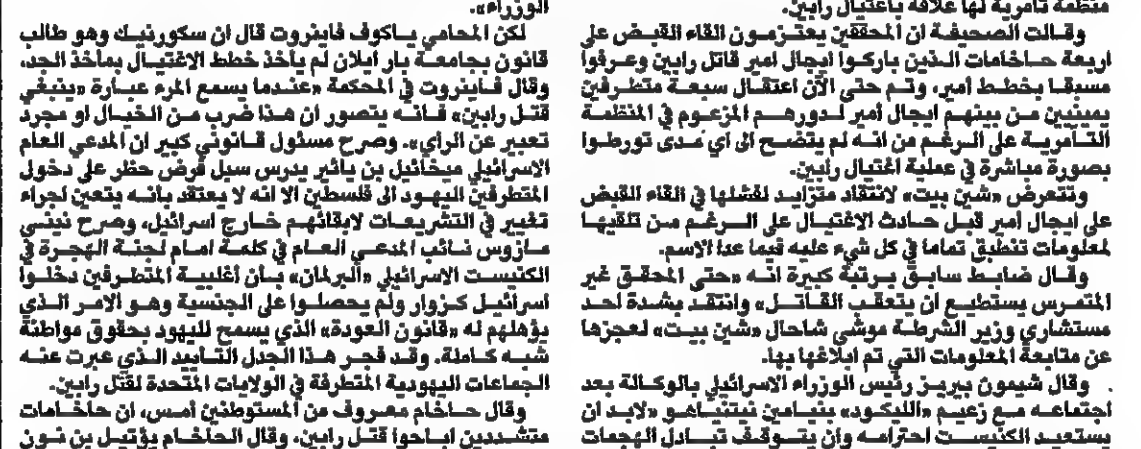 منظمة تآمرية لها علاقة باغتيال رابين.
وقالت الصحيفة ان المحققين يعتزمون القاء القبض على
اربعة حاخامات الذين باركوا ايجال امير قاتل رابين وعرفوا
مسبقا بخطط أمير، وتم حتى الآن اعتقال سبعة متطرفين
يمينيين من بينهم ايجال أمير لدورهم المزعوم في المنظمة
التآمرية على الرغم من انه لم يتضح الى اي مدى تورطوا
بصورة مباشرة في عملية اغتيال رابين.
وتتعرض «شين بيت» لانتقاد متزايد لفشلها في القاء القبض
على ايجال امير قبل حادث الاغتيال على الرغم من تلقيها
لمعلومات تنطبق تماما في كل شيء عليه فيما عدا الاسم.
وقال ضابط سابق برتبة كبيرة انه «حتى المحقق غير
المتمرس يستطيع ان يتعقب القاتل» وانتقد بشدة احد
مستشاري وزير الشرطة موشى شاحال «شين بيت» لعجزها
عن متابعة المعلومات التي تم ابلاغها بها.
وقال شيمون بيريز رئيس الوزراء الاسرائيلي بالوكالة بعد
اجتماعه مع زعيم «الليكود» بنيامين نيتنياهو «لابد ان
يستعيد الكنيست احترامه وان يتوقف تبادل الهجمات
الوزراء».
لكن المحامي ياكوف فاينروت قال ان سكورنيك وهو طالب
قانون بجامعة بار ايلان لم يأخذ خطط الاغتيال بمأخذ الجد،
وقال فاينروت في المحكمة «عندما يسمع المرء عبارة «ينبغي
قتل رابين» فانه يتصور ان هذا ضرب من الخيال او مجرد
تعبير عن الرأي». وصرح مسئول قانوني كبير ان المدعي العام
الاسرائيلي ميخائيل بن يائير يدرس سبل فرض حظر على دخول
المتطرفين اليهود الى فلسطين الا انه لا يعتقد بأنه يتعين اجراء
تغيير في التشريعات لابقائهم خارج اسرائيل، وصرح نيتسي
مازوس نائب المدعي العام في كلمة امام لجنة الهجرة في
الكنيست الاسرائيلي «البرلمان» بأن أغلبية المتطرفين دخلوا
اسرائيل كزوار ولم يحصلوا على الجنسية وهو الامر الذي
يؤهلهم له «قانون العودة» الذي يسمح لليهود بحقوق مواطنة
شبه كاملة. وقد فجر هذا الجدل التأييد الذي عبرت عنه
الجماعات اليهودية المتطرفة في الولايات المتحدة لقتل رابين.
وقال حاخام معروف من المستوطنين أمس، ان حاخامات
متشددين اباحوا قتل رابين، وقال الحاخام يؤئيل بن نون